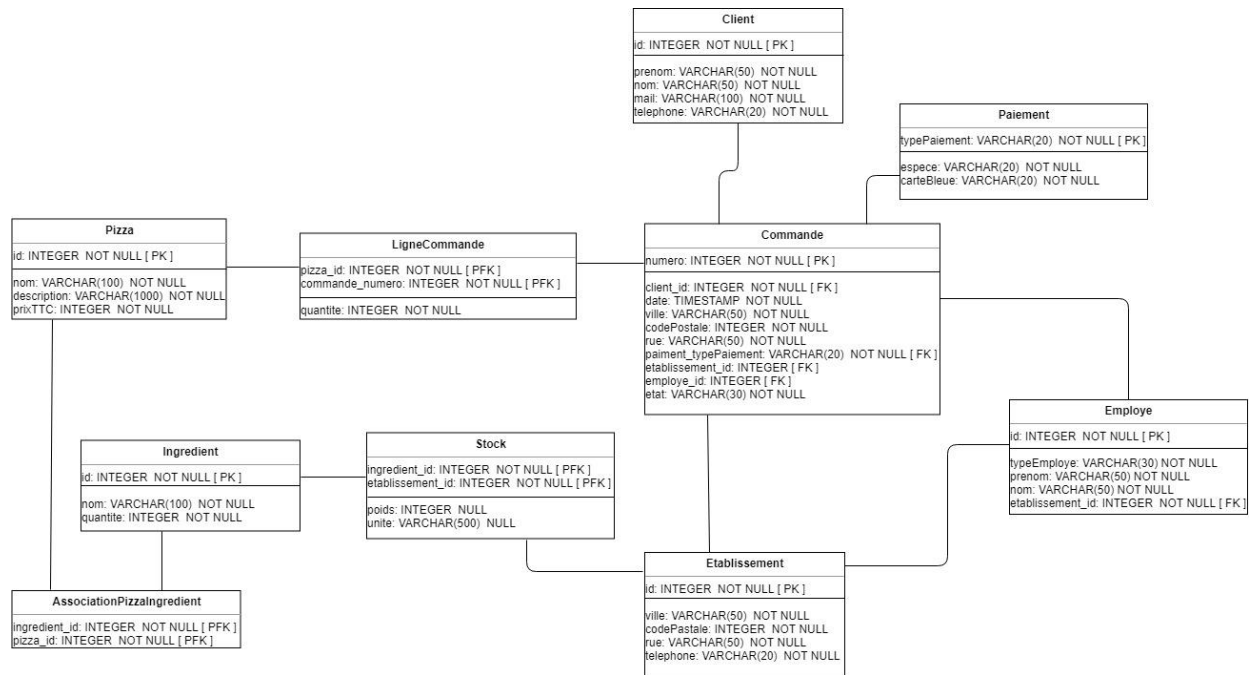 Client
id: INTEGER NOT NULL [ PK ]
prenom: VARCHAR(50) NOT NULL
nom: VARCHAR(50) NOT NULL
mail: VARCHAR(100) NOT NULL
telephone: VARCHAR(20) NOT NULL
Paiement
typePaiement: VARCHAR(20) NOT NULL [ PK ]
espece: VARCHAR(20) NOT NULL
carteBleue: VARCHAR(20) NOT NULL
Pizza
id: INTEGER NOT NULL [ PK ]
nom: VARCHAR(100) NOT NULL
description: VARCHAR(1000) NOT NULL
prixTTC: INTEGER NOT NULL
LigneCommande
pizza_id: INTEGER NOT NULL [ PFK ]
commande_numero: INTEGER NOT NULL [ PFK ]
quantite: INTEGER NOT NULL
Commande
numero: INTEGER NOT NULL [ PK ]
client_id: INTEGER NOT NULL [ FK ]
date: TIMESTAMP NOT NULL
ville: VARCHAR(50) NOT NULL
codePostale: INTEGER NOT NULL
rue: VARCHAR(50) NOT NULL
paiment_typePaiement: VARCHAR(20) NOT NULL [ FK ]
etablissement_id: INTEGER [ FK ]
employe_id: INTEGER [ FK ]
etat: VARCHAR(30) NOT NULL
Employe
id: INTEGER NOT NULL [ PK ]
typeEmploye: VARCHAR(30) NOT NULL
prenom: VARCHAR(50) NOT NULL
nom: VARCHAR(50) NOT NULL
etablissement_id: INTEGER NOT NULL [ FK ]
Ingredient
id: INTEGER NOT NULL [ PK ]
nom: VARCHAR(100) NOT NULL
quantite: INTEGER NOT NULL
Stock
ingredient_id: INTEGER NOT NULL [ PFK ]
etablissement_id: INTEGER NOT NULL [ PFK ]
poids: INTEGER NULL
unite: VARCHAR(500) NULL
AssociationPizzaIngredient
ingredient_id: INTEGER NOT NULL [ PFK ]
pizza_id: INTEGER NOT NULL [ PFK ]
Etablissement
id: INTEGER NOT NULL [ PK ]
ville: VARCHAR(50) NOT NULL
codePastale: INTEGER NOT NULL
rue: VARCHAR(50) NOT NULL
telephone: VARCHAR(20) NOT NULL